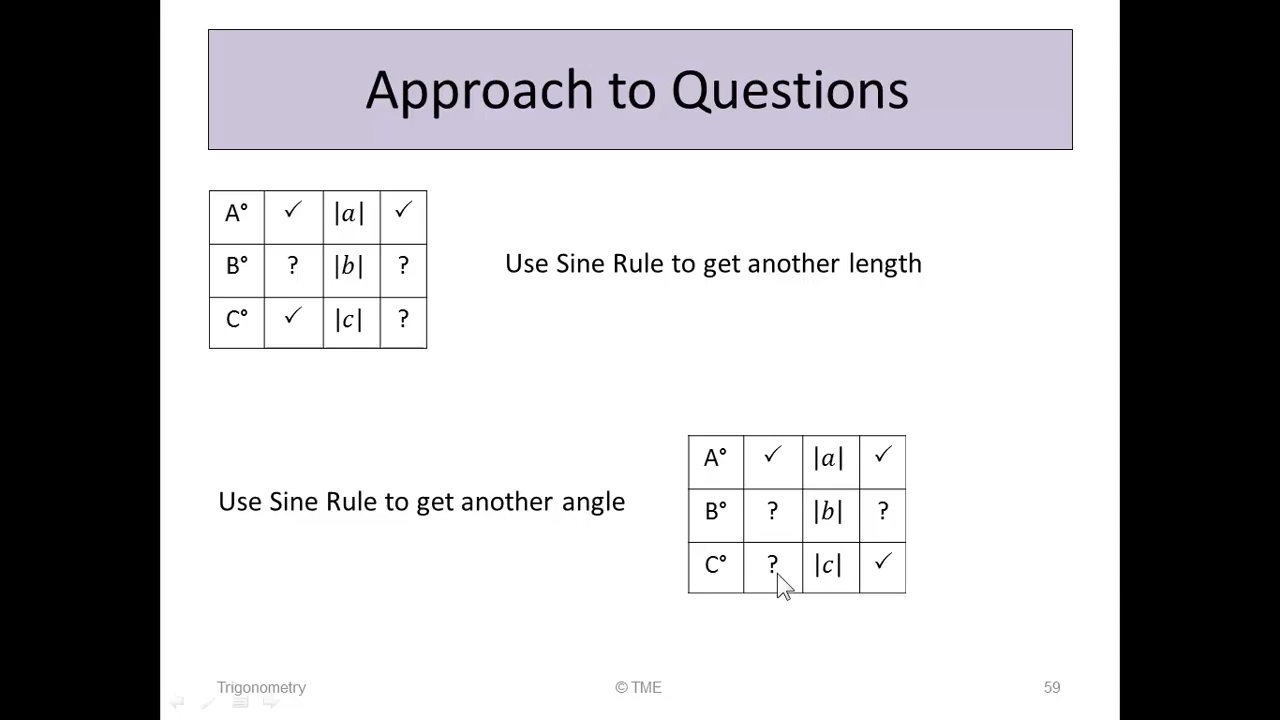 Approach to Questions
A° ✓ |a| ✓
B° ? |b| ?
C° ✓ |c| ?
Use Sine Rule to get another length
Use Sine Rule to get another angle
A° ✓ |a| ✓
B° ? |b| ?
C° ? |c| ✓
Trigonometry © TME 59